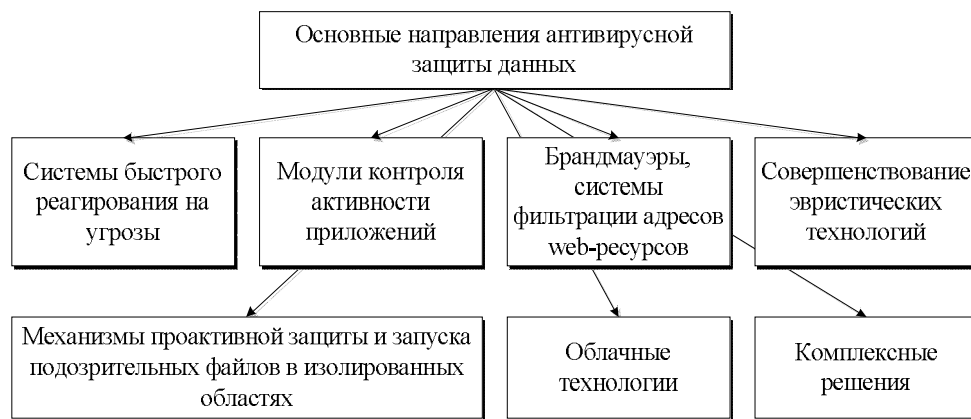 Основные направления антивирусной
защиты данных
Системы быстрого
реагирования на
угрозы
Модули контроля
активности
приложений
Брандмауэры,
системы
фильтрации адресов
web-ресурсов
Совершенствование
эвристических
технологий
Механизмы проактивной защиты и запуска
подозрительных файлов в изолированных
областях
Облачные
технологии
Комплексные
решения